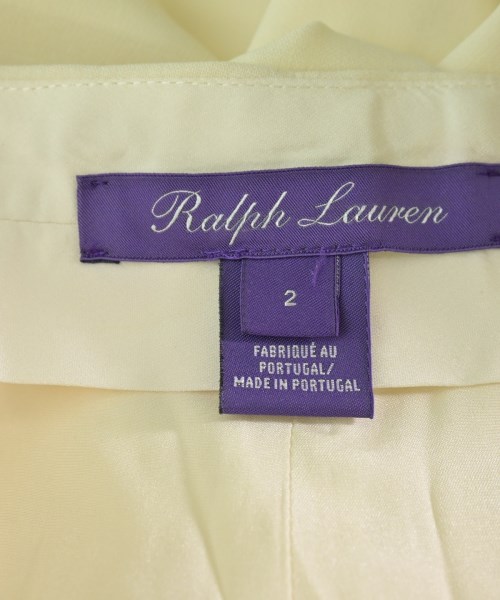 Ralph Lauren
2
FABRIQUÉ AU
PORTUGAL/
MADE IN PORTUGAL